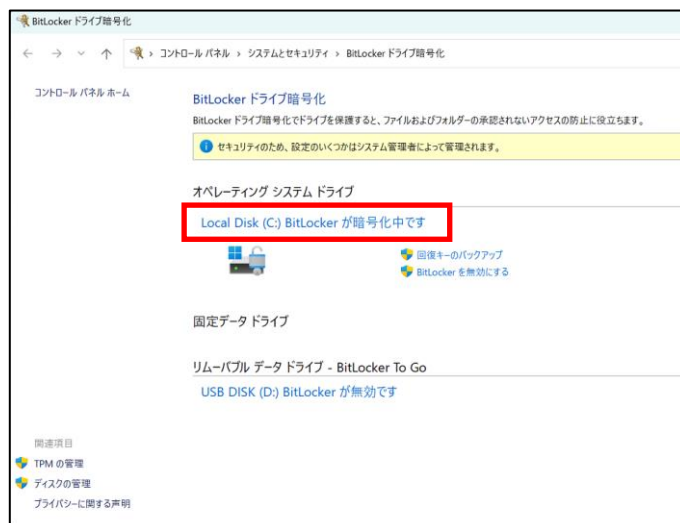 BitLocker ドライブ暗号化
コントロール パネル › システムとセキュリティ › BitLocker ドライブ暗号化
コントロール パネル ホーム
BitLocker ドライブ暗号化
BitLocker ドライブ暗号化でドライブを保護すると、ファイルおよびフォルダーの承認されないアクセスの防止に役立ちます。
セキュリティのため、設定のいくつかはシステム管理者によって管理されます。
オペレーティング システム ドライブ
Local Disk (C:) BitLocker が暗号化中です
回復キーのバックアップ
BitLocker を無効にする
固定データ ドライブ
リムーバブル データ ドライブ - BitLocker To Go
USB DISK (D:) BitLocker が無効です
関連項目
TPM の管理
ディスクの管理
プライバシーに関する声明